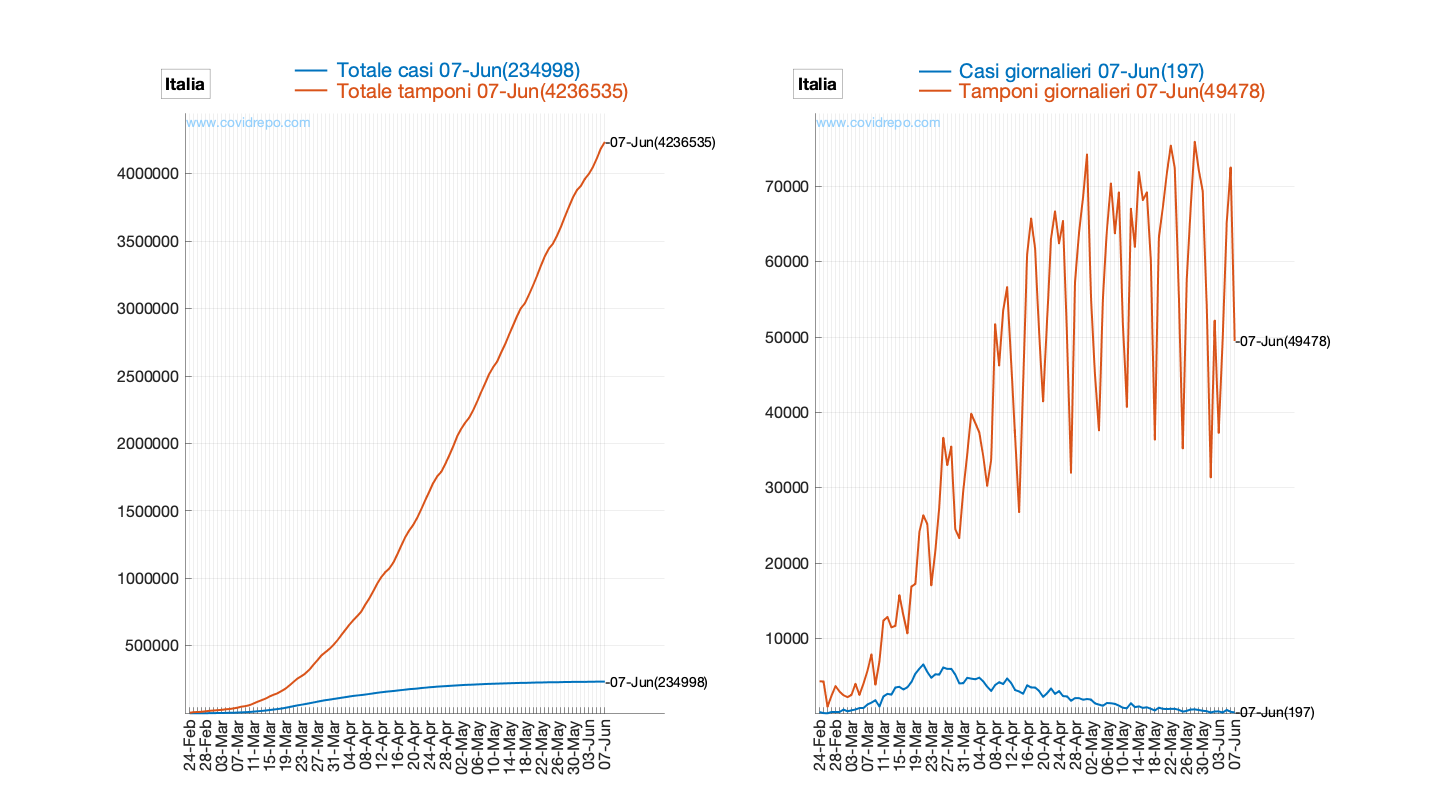 Italia
Totale casi 07-Jun(234998)
Totale tamponi 07-Jun(4236535)
www.covidrepo.com
-07-Jun(4236535)
4000000
3500000
3000000
2500000
2000000
1500000
1000000
500000
-07-Jun(234998)
24-Feb
28-Feb
03-Mar
07-Mar
11-Mar
15-Mar
19-Mar
23-Mar
27-Mar
31-Mar
04-Apr
08-Apr
12-Apr
16-Apr
20-Apr
24-Apr
28-Apr
02-May
06-May
10-May
14-May
18-May
22-May
26-May
30-May
03-Jun
07-Jun
Italia
Casi giornalieri 07-Jun(197)
Tamponi giornalieri 07-Jun(49478)
www.covidrepo.com
70000
60000
50000
-07-Jun(49478)
40000
30000
20000
10000
-07-Jun(197)
24-Feb
28-Feb
03-Mar
07-Mar
11-Mar
15-Mar
19-Mar
23-Mar
27-Mar
31-Mar
04-Apr
08-Apr
12-Apr
16-Apr
20-Apr
24-Apr
28-Apr
02-May
06-May
10-May
14-May
18-May
22-May
26-May
30-May
03-Jun
07-Jun